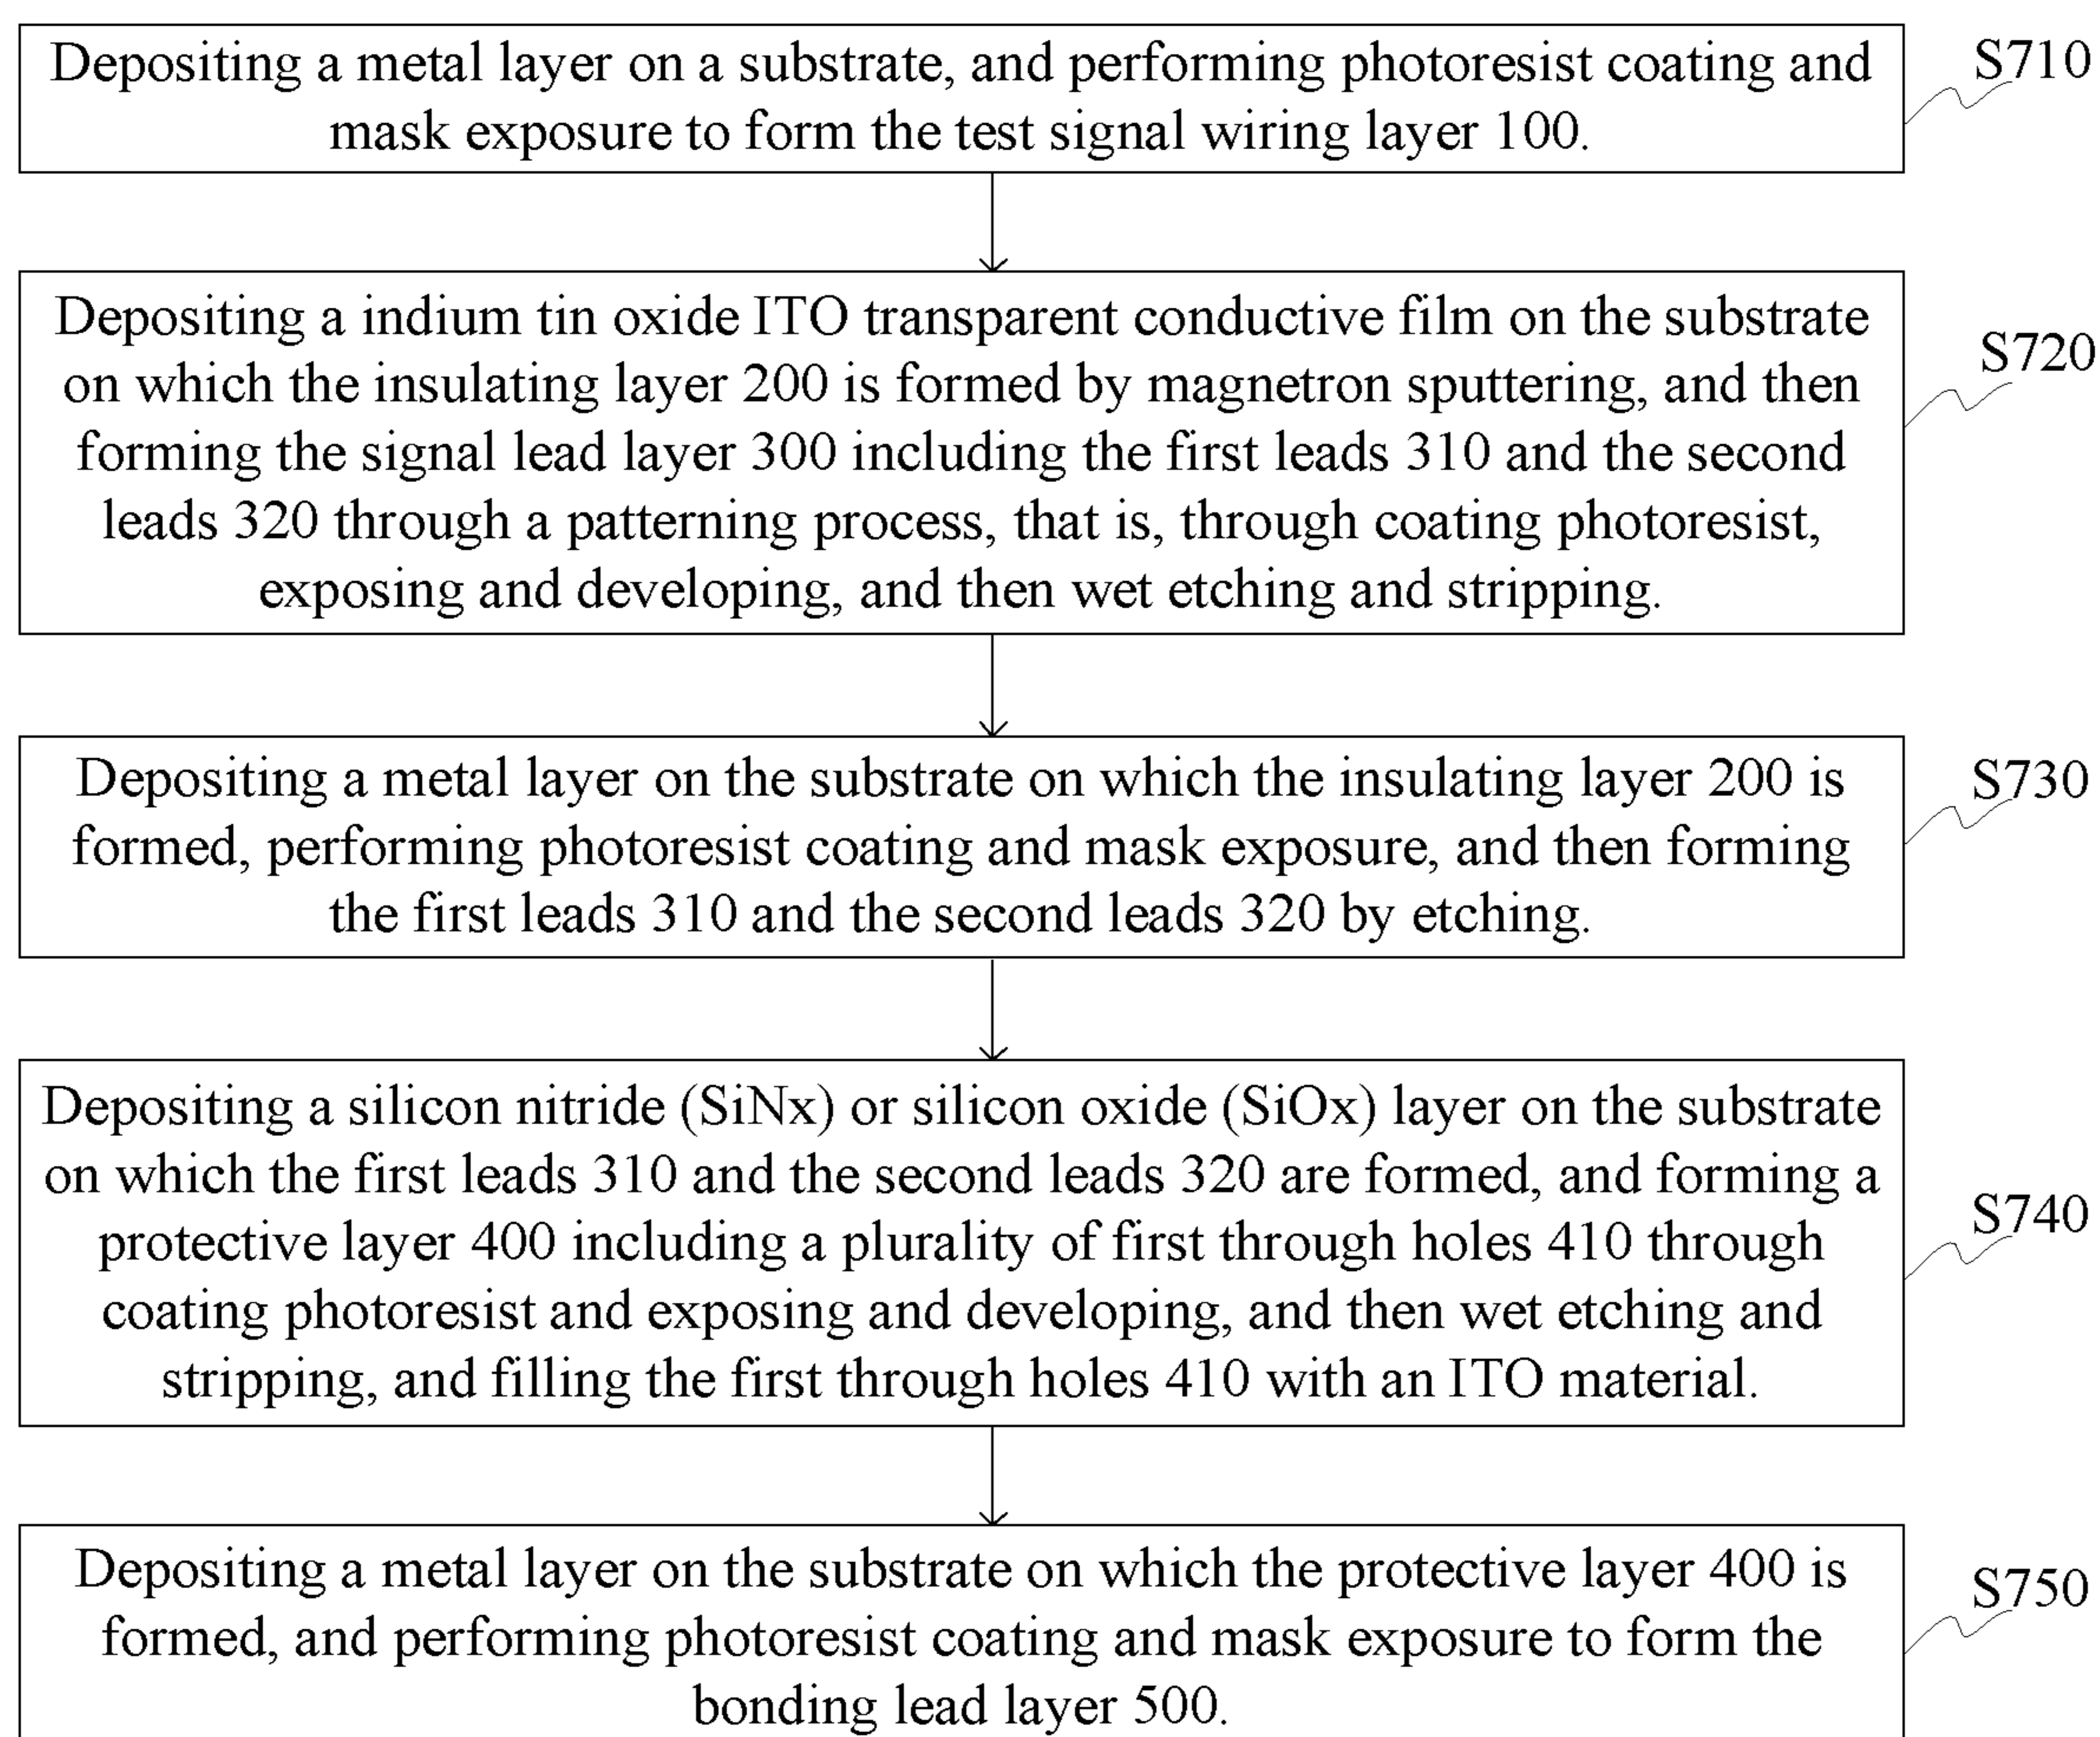 Depositing a metal layer on a substrate, and performing photoresist coating and
mask exposure to form the test signal wiring layer 100.
S710
Depositing a indium tin oxide ITO transparent conductive film on the substrate
on which the insulating layer 200 is formed by magnetron sputtering, and then
forming the signal lead layer 300 including the first leads 310 and the second
leads 320 through a patterning process, that is, through coating photoresist,
exposing and developing, and then wet etching and stripping.
S720
Depositing a metal layer on the substrate on which the insulating layer 200 is
formed, performing photoresist coating and mask exposure, and then forming
the first leads 310 and the second leads 320 by etching.
S730
Depositing a silicon nitride (SiNx) or silicon oxide (SiOx) layer on the substrate
on which the first leads 310 and the second leads 320 are formed, and forming a
protective layer 400 including a plurality of first through holes 410 through
coating photoresist and exposing and developing, and then wet etching and
stripping, and filling the first through holes 410 with an ITO material.
S740
Depositing a metal layer on the substrate on which the protective layer 400 is
formed, and performing photoresist coating and mask exposure to form the
bonding lead layer 500.
S750